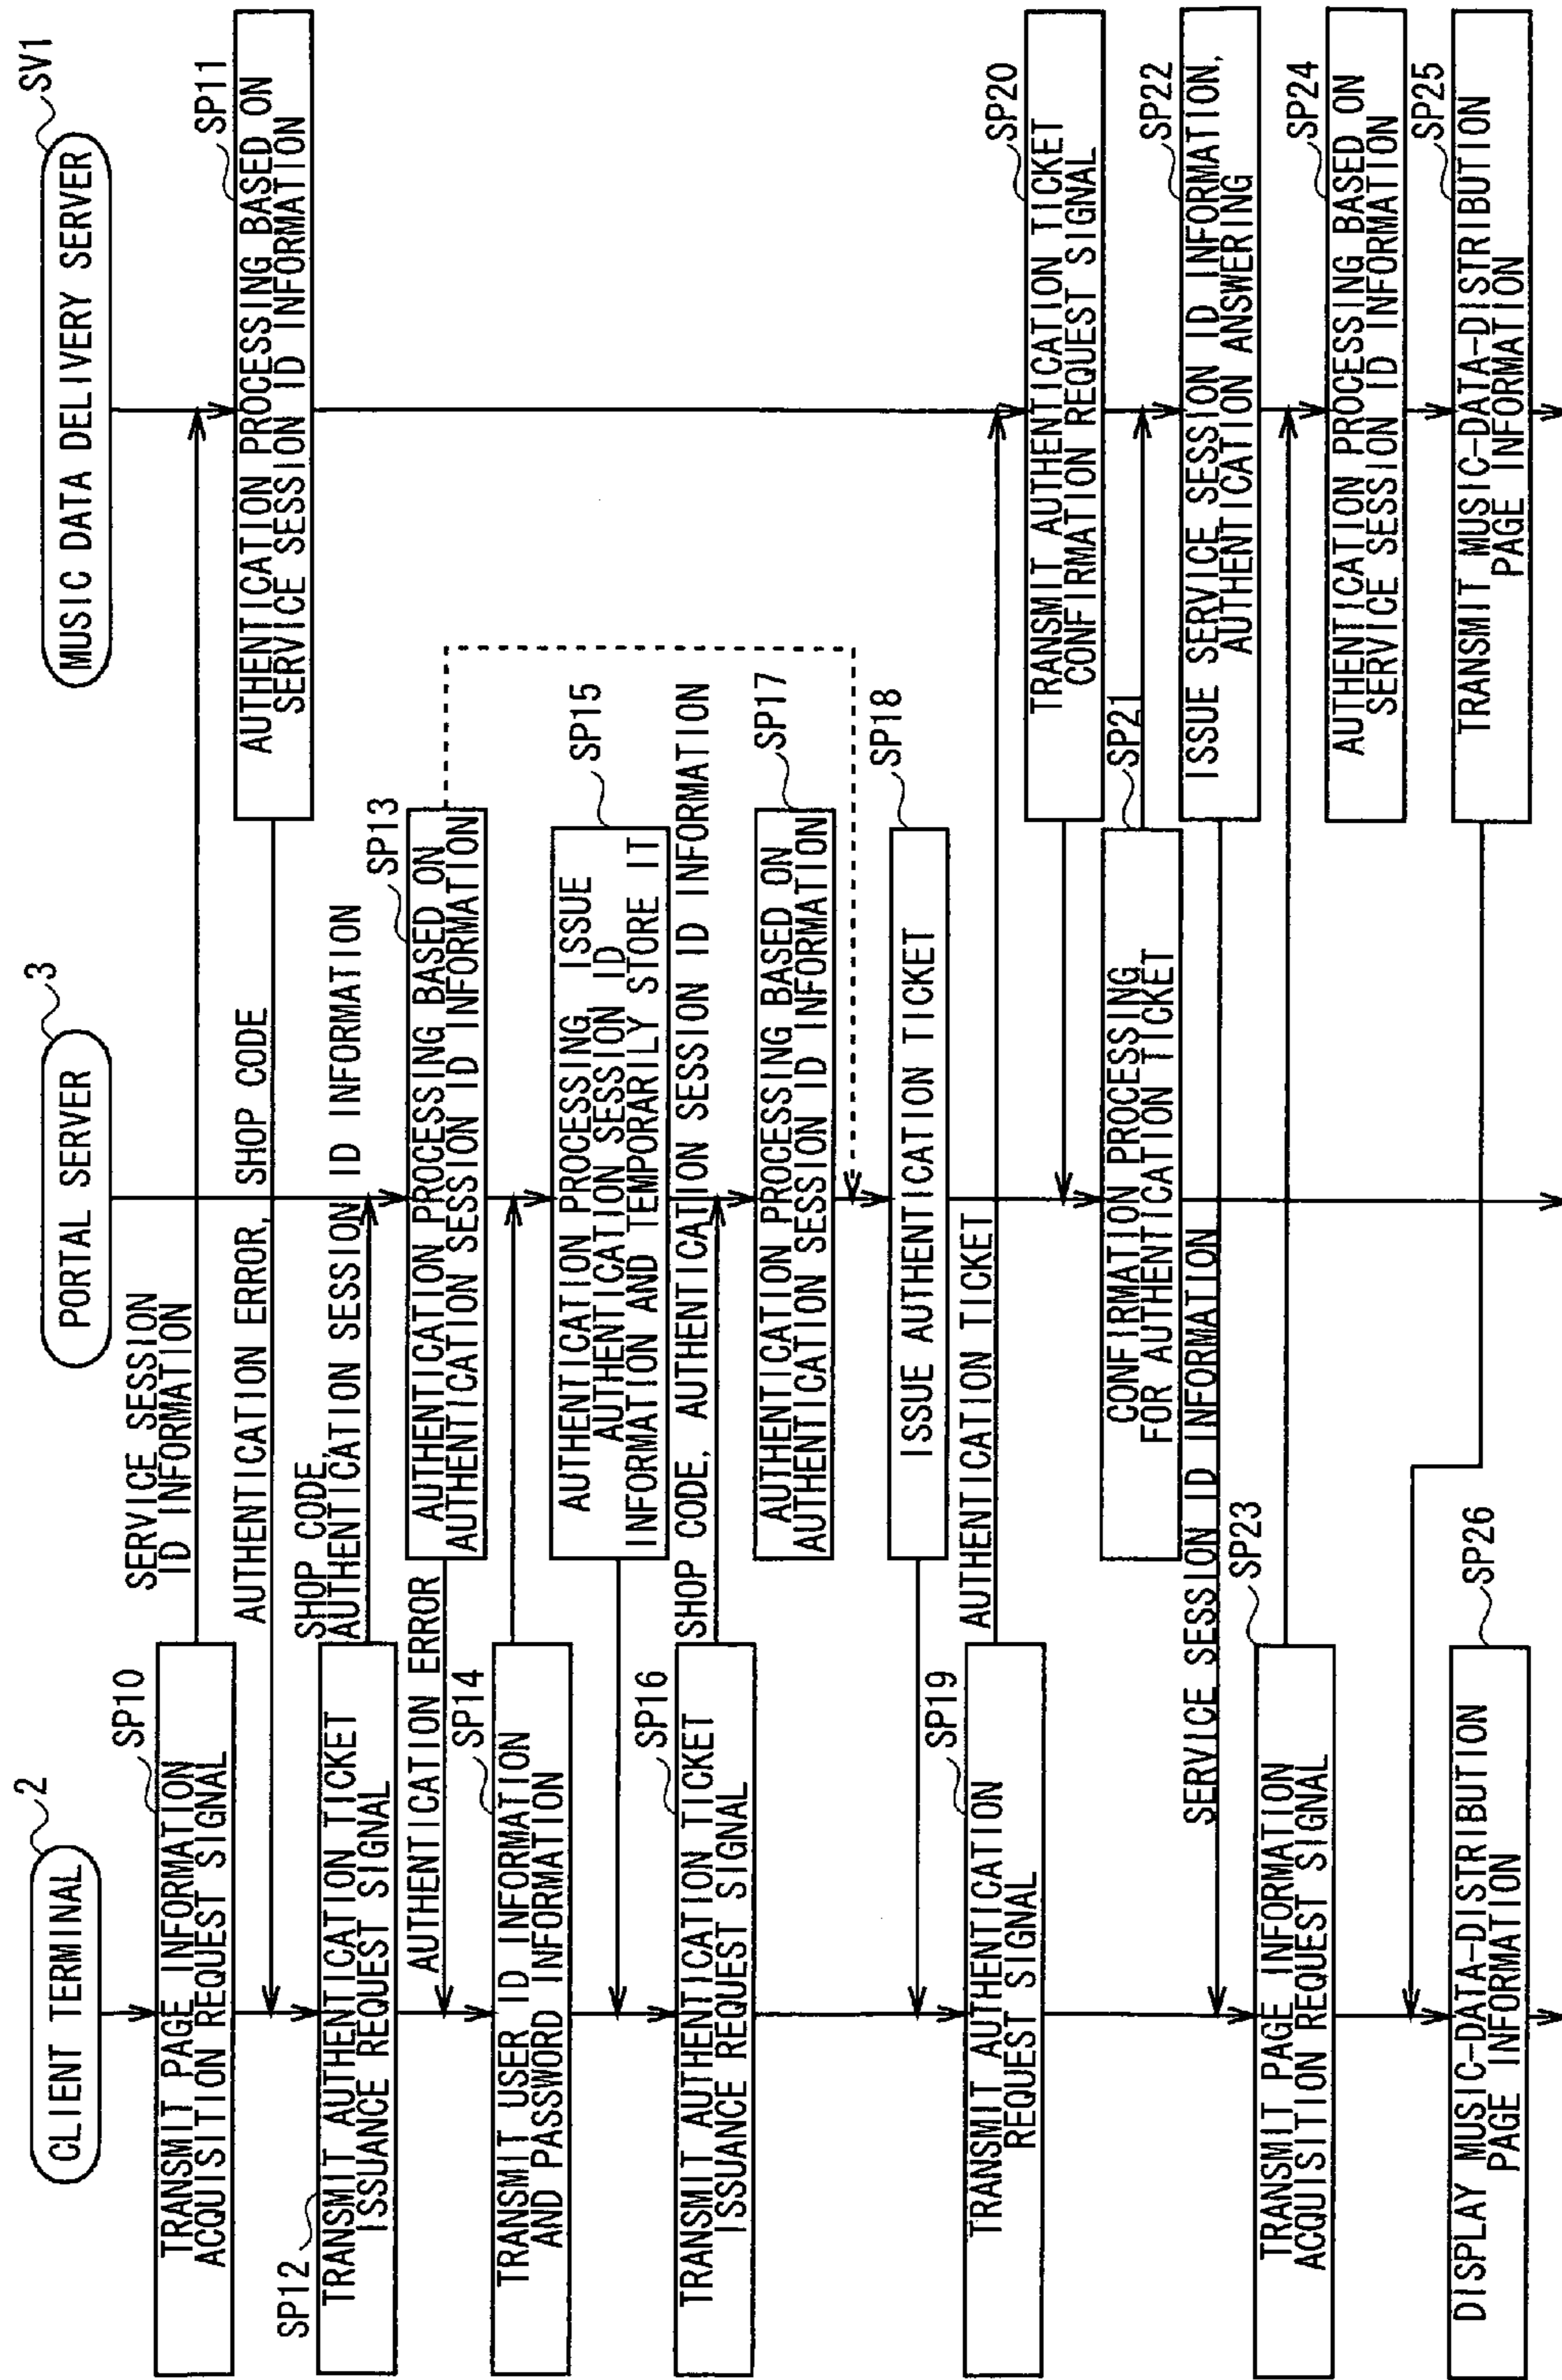 CLIENT TERMINAL
2
PORTAL SERVER
3
MUSIC DATA DELIVERY SERVER
SV1
SP10
TRANSMIT PAGE INFORMATION
ACQUISITION REQUEST SIGNAL
SERVICE SESSION
ID INFORMATION
SP11
AUTHENTICATION PROCESSING BASED ON
SERVICE SESSION ID INFORMATION
AUTHENTICATION ERROR, SHOP CODE
SP12
TRANSMIT AUTHENTICATION TICKET
ISSUANCE REQUEST SIGNAL
SHOP CODE,
AUTHENTICATION SESSION ID INFORMATION
SP13
AUTHENTICATION PROCESSING BASED ON
AUTHENTICATION SESSION ID INFORMATION
AUTHENTICATION ERROR
SP14
TRANSMIT USER ID INFORMATION
AND PASSWORD INFORMATION
SP15
AUTHENTICATION PROCESSING, ISSUE
AUTHENTICATION SESSION ID
INFORMATION AND TEMPORARILY STORE IT
SP16
TRANSMIT AUTHENTICATION TICKET
ISSUANCE REQUEST SIGNAL
SHOP CODE, AUTHENTICATION SESSION ID INFORMATION
SP17
AUTHENTICATION PROCESSING BASED ON
AUTHENTICATION SESSION ID INFORMATION
SP18
ISSUE AUTHENTICATION TICKET
SP19
TRANSMIT AUTHENTICATION
REQUEST SIGNAL
AUTHENTICATION TICKET
SP20
TRANSMIT AUTHENTICATION TICKET
CONFIRMATION REQUEST SIGNAL
SP21
CONFIRMATION PROCESSING
FOR AUTHENTICATION TICKET
SP22
ISSUE SERVICE SESSION ID INFORMATION,
AUTHENTICATION ANSWERING
SERVICE SESSION ID INFORMATION
SP23
TRANSMIT PAGE INFORMATION
ACQUISITION REQUEST SIGNAL
SP24
AUTHENTICATION PROCESSING BASED ON
SERVICE SESSION ID INFORMATION
SP25
TRANSMIT MUSIC-DATA-DISTRIBUTION
PAGE INFORMATION
SP26
DISPLAY MUSIC-DATA-DISTRIBUTION
PAGE INFORMATION